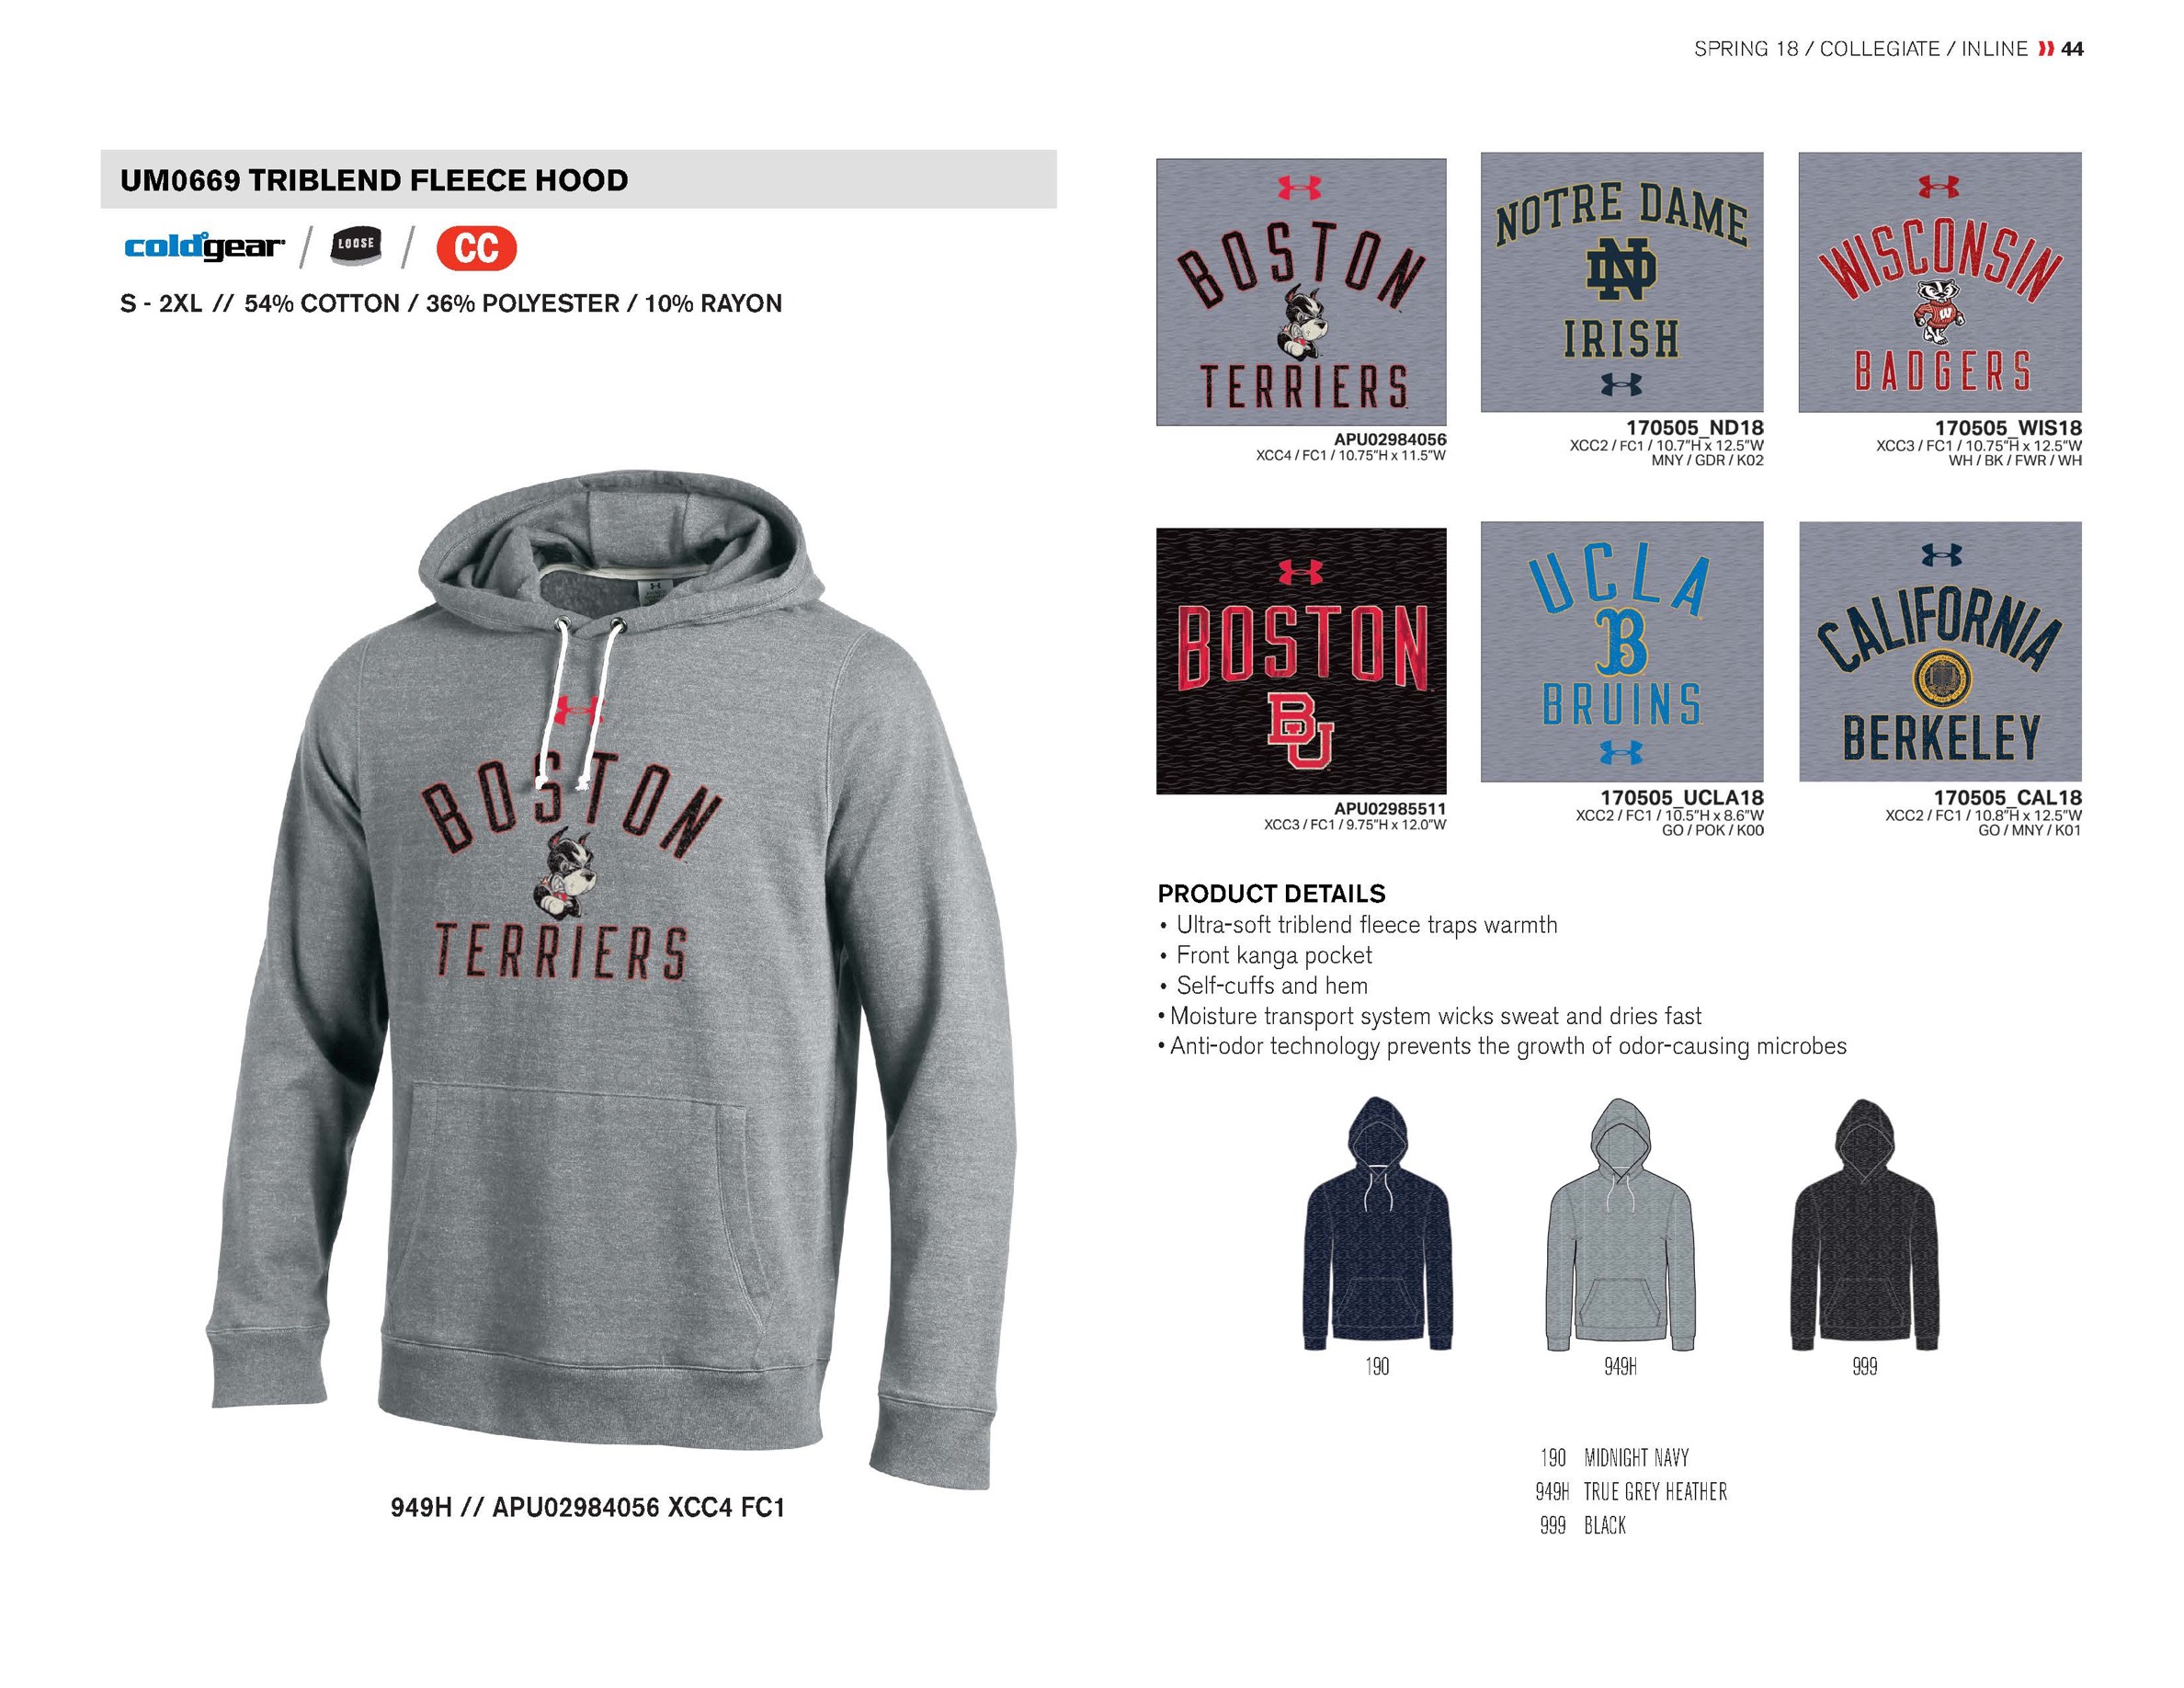 SPRING 18 / COLLEGIATE / INLINE 44
UM0669 TRIBLEND FLEECE HOOD
coldgear / LOOSE / CC
S - 2XL // 54% COTTON / 36% POLYESTER / 10% RAYON
BOSTON
TERRIERS
949H // APU02984056 XCC4 FC1
BOSTON
TERRIERS
APU02984056
XCC4 / FC1 / 10.75"H x 11.5"W
NOTRE DAME
ND
IRISH
170505_ND18
XCC2 / FC1 / 10.7"H x 12.5"W
MNY / GDR / K02
WISCONSIN
W
BADGERS
170505_WIS18
XCC3 / FC1 / 10.75"H x 12.5"W
WH / BK / FWR / WH
BOSTON
BU
APU02985511
XCC3 / FC1 / 9.75"H x 12.0"W
UCLA
B
BRUINS
170505_UCLA18
XCC2 / FC1 / 10.5"H x 8.6"W
GO / POK / K00
CALIFORNIA
BERKELEY
170505_CAL18
XCC2 / FC1 / 10.8"H x 12.5"W
GO / MNY / K01
PRODUCT DETAILS
• Ultra-soft triblend fleece traps warmth
• Front kanga pocket
• Self-cuffs and hem
• Moisture transport system wicks sweat and dries fast
• Anti-odor technology prevents the growth of odor-causing microbes
190
949H
999
190 MIDNIGHT NAVY
949H TRUE GREY HEATHER
999 BLACK